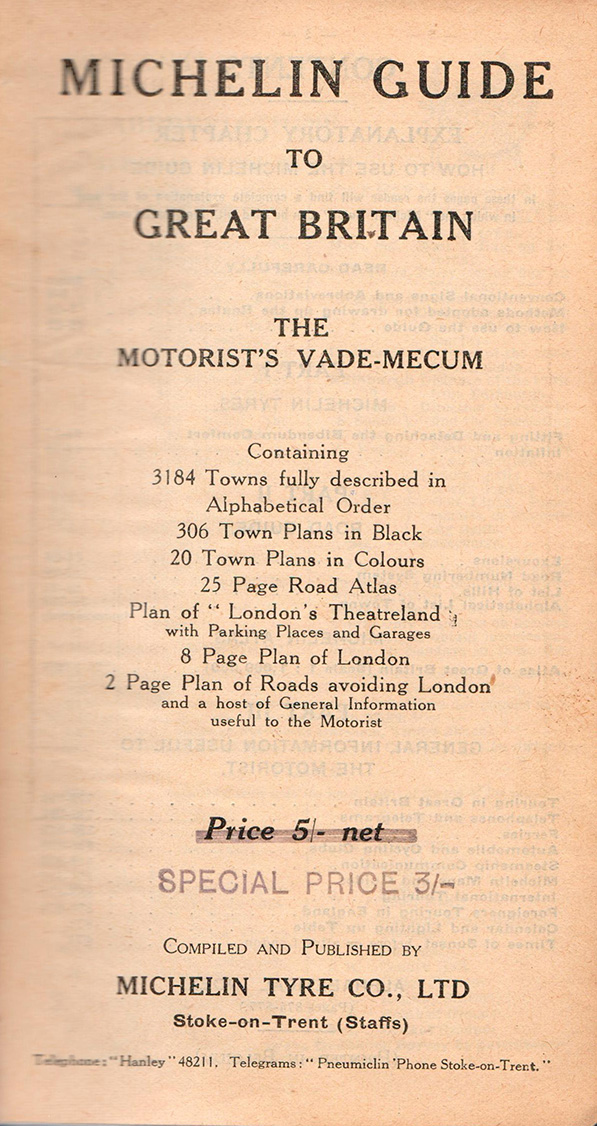 MICHELIN GUIDE
TO
GREAT BRITAIN
THE
MOTORIST'S VADE-MECUM
Containing
3184 Towns fully described in
Alphabetical Order
306 Town Plans in Black
20 Town Plans in Colours
25 Page Road Atlas
Plan of “ London's Theatreland ”
with Parking Places and Garages
8 Page Plan of London
2 Page Plan of Roads avoiding London
and a host of General Information
useful to the Motorist
Price 5/- net
SPECIAL PRICE 3/-
COMPILED AND PUBLISHED BY
MICHELIN TYRE CO., LTD
Stoke-on-Trent (Staffs)
Telephone: “Hanley” 48211. Telegrams: “ Pneumiclin 'Phone Stoke-on-Trent. ”